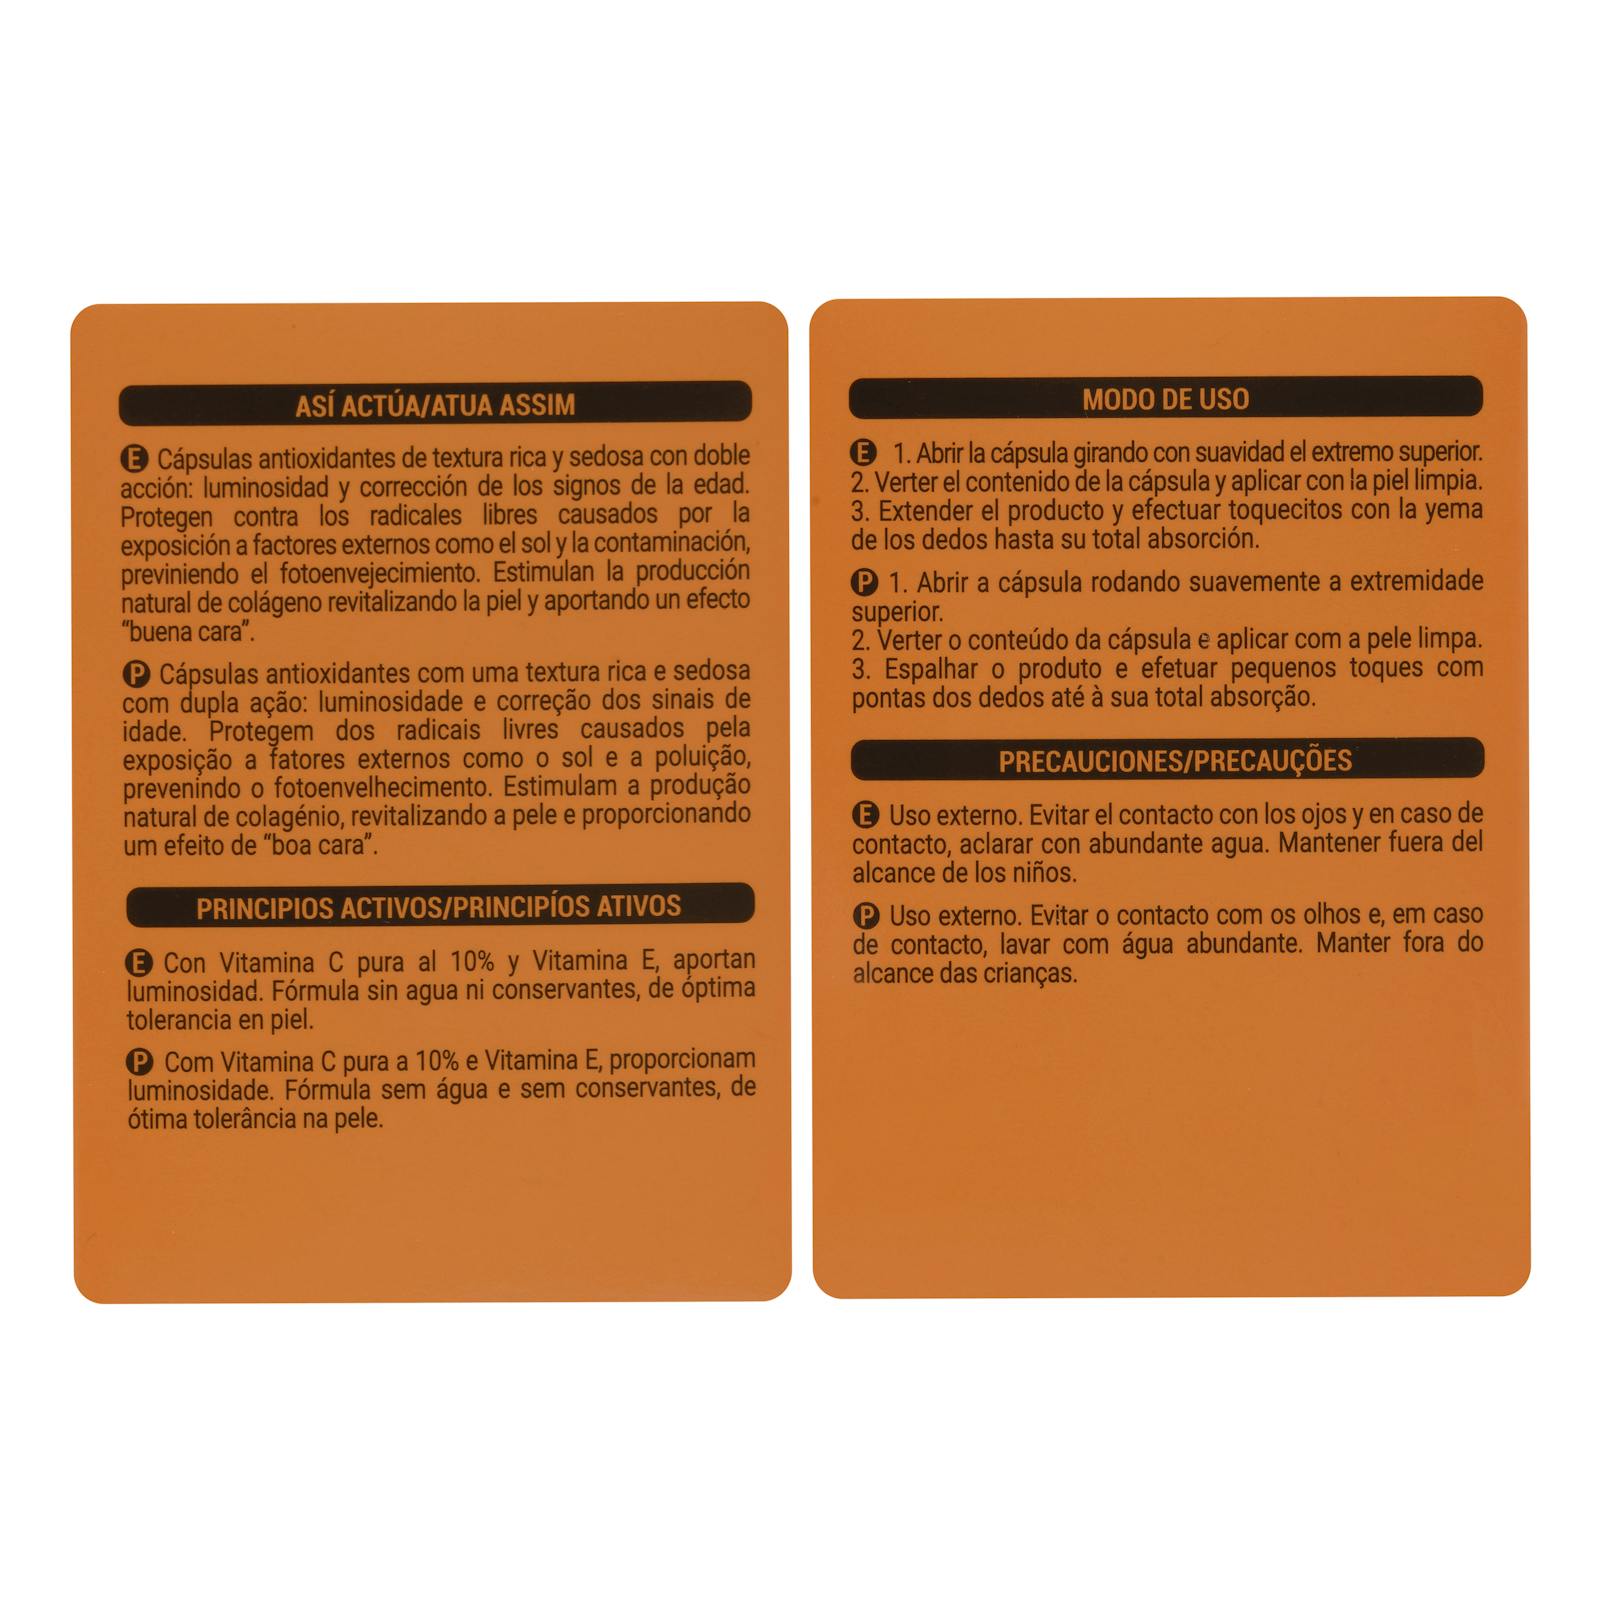 ASÍ ACTÚA/ATUA ASSIM
E Cápsulas antioxidantes de textura rica y sedosa con doble
acción: luminosidad y corrección de los signos de la edad.
Protegen contra los radicales libres causados por la
exposición a factores externos como el sol y la contaminación,
previniendo el fotoenvejecimiento. Estimulan la producción
natural de colágeno revitalizando la piel y aportando un efecto
“buena cara”.
P Cápsulas antioxidantes com uma textura rica e sedosa
com dupla ação: luminosidade e correção dos sinais de
idade. Protegem dos radicais livres causados pela
exposição a fatores externos como o sol e a poluição,
prevenindo o fotoenvelhecimento. Estimulam a produção
natural de colagénio, revitalizando a pele e proporcionando
um efeito de “boa cara”.
PRINCIPIOS ACTIVOS/PRINCIPÍOS ATIVOS
E Con Vitamina C pura al 10% y Vitamina E, aportan
luminosidad. Fórmula sin agua ni conservantes, de óptima
tolerancia en piel.
P Com Vitamina C pura a 10% e Vitamina E, proporcionam
luminosidade. Fórmula sem água e sem conservantes, de
ótima tolerância na pele.
MODO DE USO
E 1. Abrir la cápsula girando con suavidad el extremo superior.
2. Verter el contenido de la cápsula y aplicar con la piel limpia.
3. Extender el producto y efectuar toquecitos con la yema
de los dedos hasta su total absorción.
P 1. Abrir a cápsula rodando suavemente a extremidade
superior.
2. Verter o conteúdo da cápsula e aplicar com a pele limpa.
3. Espalhar o produto e efetuar pequenos toques com
pontas dos dedos até à sua total absorção.
PRECAUCIONES/PRECAUÇÕES
E Uso externo. Evitar el contacto con los ojos y en caso de
contacto, aclarar con abundante agua. Mantener fuera del
alcance de los niños.
P Uso externo. Evitar o contacto com os olhos e, em caso
de contacto, lavar com água abundante. Manter fora do
alcance das crianças.